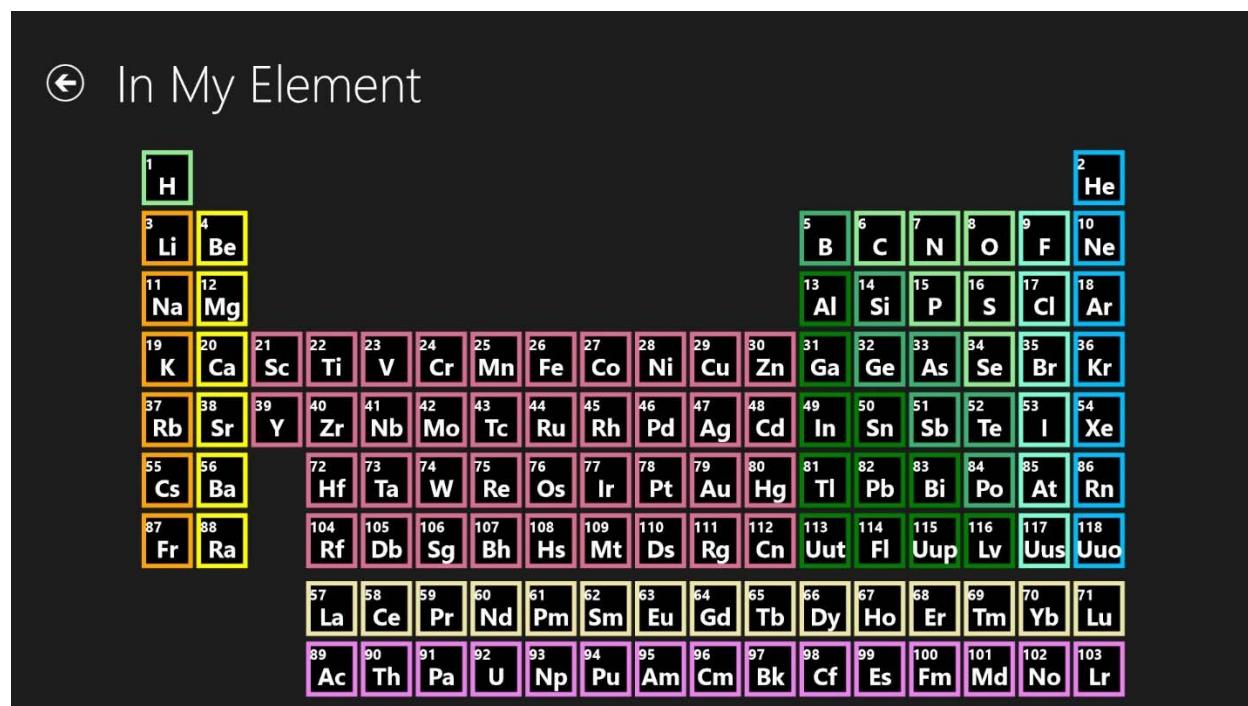 In My Element
1 2
H He
3 4 5 6 7 8 9 10
Li Be B C N O F Ne
11 12 13 14 15 16 17 18
Na Mg Al Si P S Cl Ar
19 20 21 22 23 24 25 26 27 28 29 30 31 32 33 34 35 36
K Ca Sc Ti V Cr Mn Fe Co Ni Cu Zn Ga Ge As Se Br Kr
37 38 39 40 41 42 43 44 45 46 47 48 49 50 51 52 53 54
Rb Sr Y Zr Nb Mo Tc Ru Rh Pd Ag Cd In Sn Sb Te I Xe
55 56 72 73 74 75 76 77 78 79 80 81 82 83 84 85 86
Cs Ba Hf Ta W Re Os Ir Pt Au Hg Tl Pb Bi Po At Rn
87 88 104 105 106 107 108 109 110 111 112 113 114 115 116 117 118
Fr Ra Rf Db Sg Bh Hs Mt Ds Rg Cn Uut Fl Uup Lv Uus Uuo
57 58 59 60 61 62 63 64 65 66 67 68 69 70 71
La Ce Pr Nd Pm Sm Eu Gd Tb Dy Ho Er Tm Yb Lu
89 90 91 92 93 94 95 96 97 98 99 100 101 102 103
Ac Th Pa U Np Pu Am Cm Bk Cf Es Fm Md No Lr